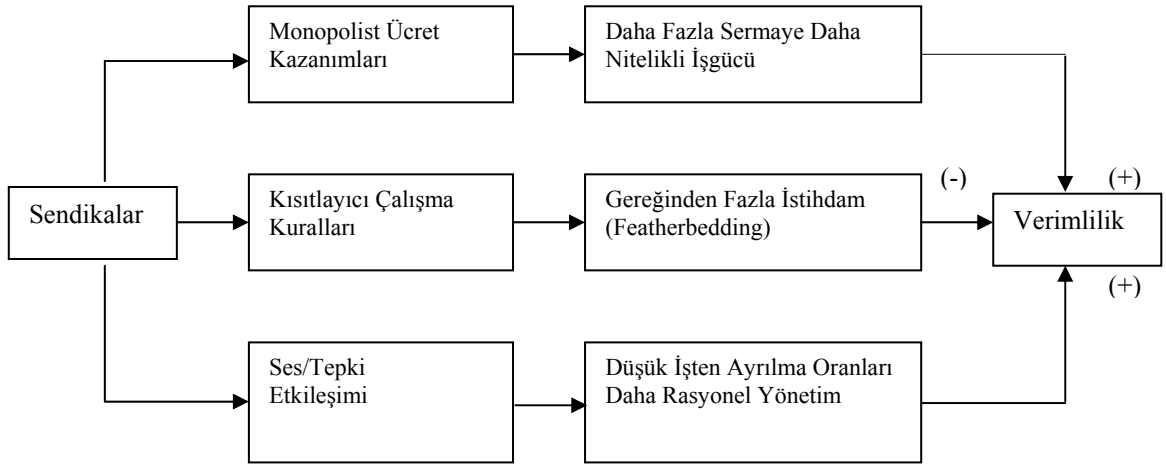 Monopolist Ücret
Kazanımları
Daha Fazla Sermaye Daha
Nitelikli İşgücü
Sendikalar
Kısıtlayıcı Çalışma
Kuralları
Gereğinden Fazla İstihdam
(Featherbedding)
(-)
(+)
Verimlilik
(+)
Ses/Tepki
Etkileşimi
Düşük İşten Ayrılma Oranları
Daha Rasyonel Yönetim